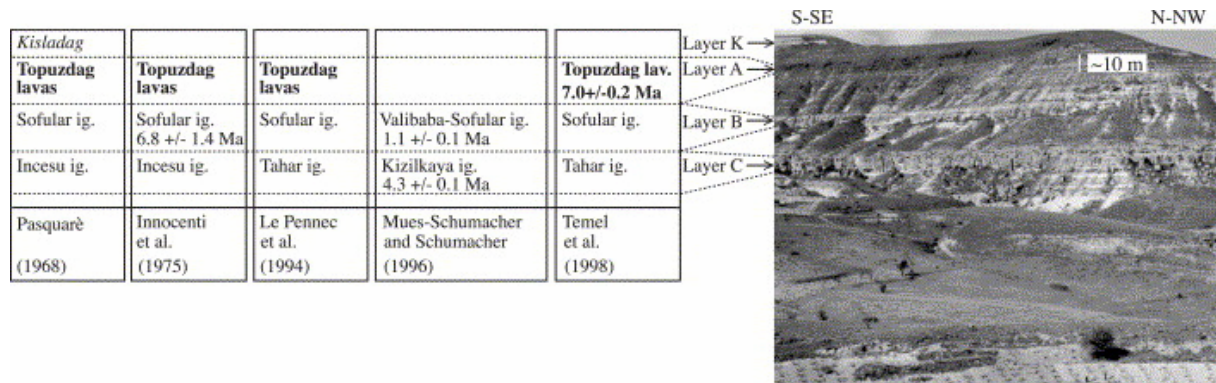 S-SE
N-NW
Kisladag
Layer K
Topuzdag
lavas
Topuzdag
lavas
Topuzdag
lavas
Topuzdag lav.
7.0+/-0.2 Ma
Layer A
~10 m
Sofular ig.
Sofular ig.
6.8 +/- 1.4 Ma
Sofular ig.
Valibaba-Sofular ig.
1.1 +/- 0.1 Ma
Sofular ig.
Layer B
Incesu ig.
Incesu ig.
Tahar ig.
Kizilkaya ig.
4.3 +/- 0.1 Ma
Tahar ig.
Layer C
Pasquarè
(1968)
Innocenti
et al.
(1975)
Le Pennec
et al.
(1994)
Mues-Schumacher
and Schumacher
(1996)
Temel
et al.
(1998)